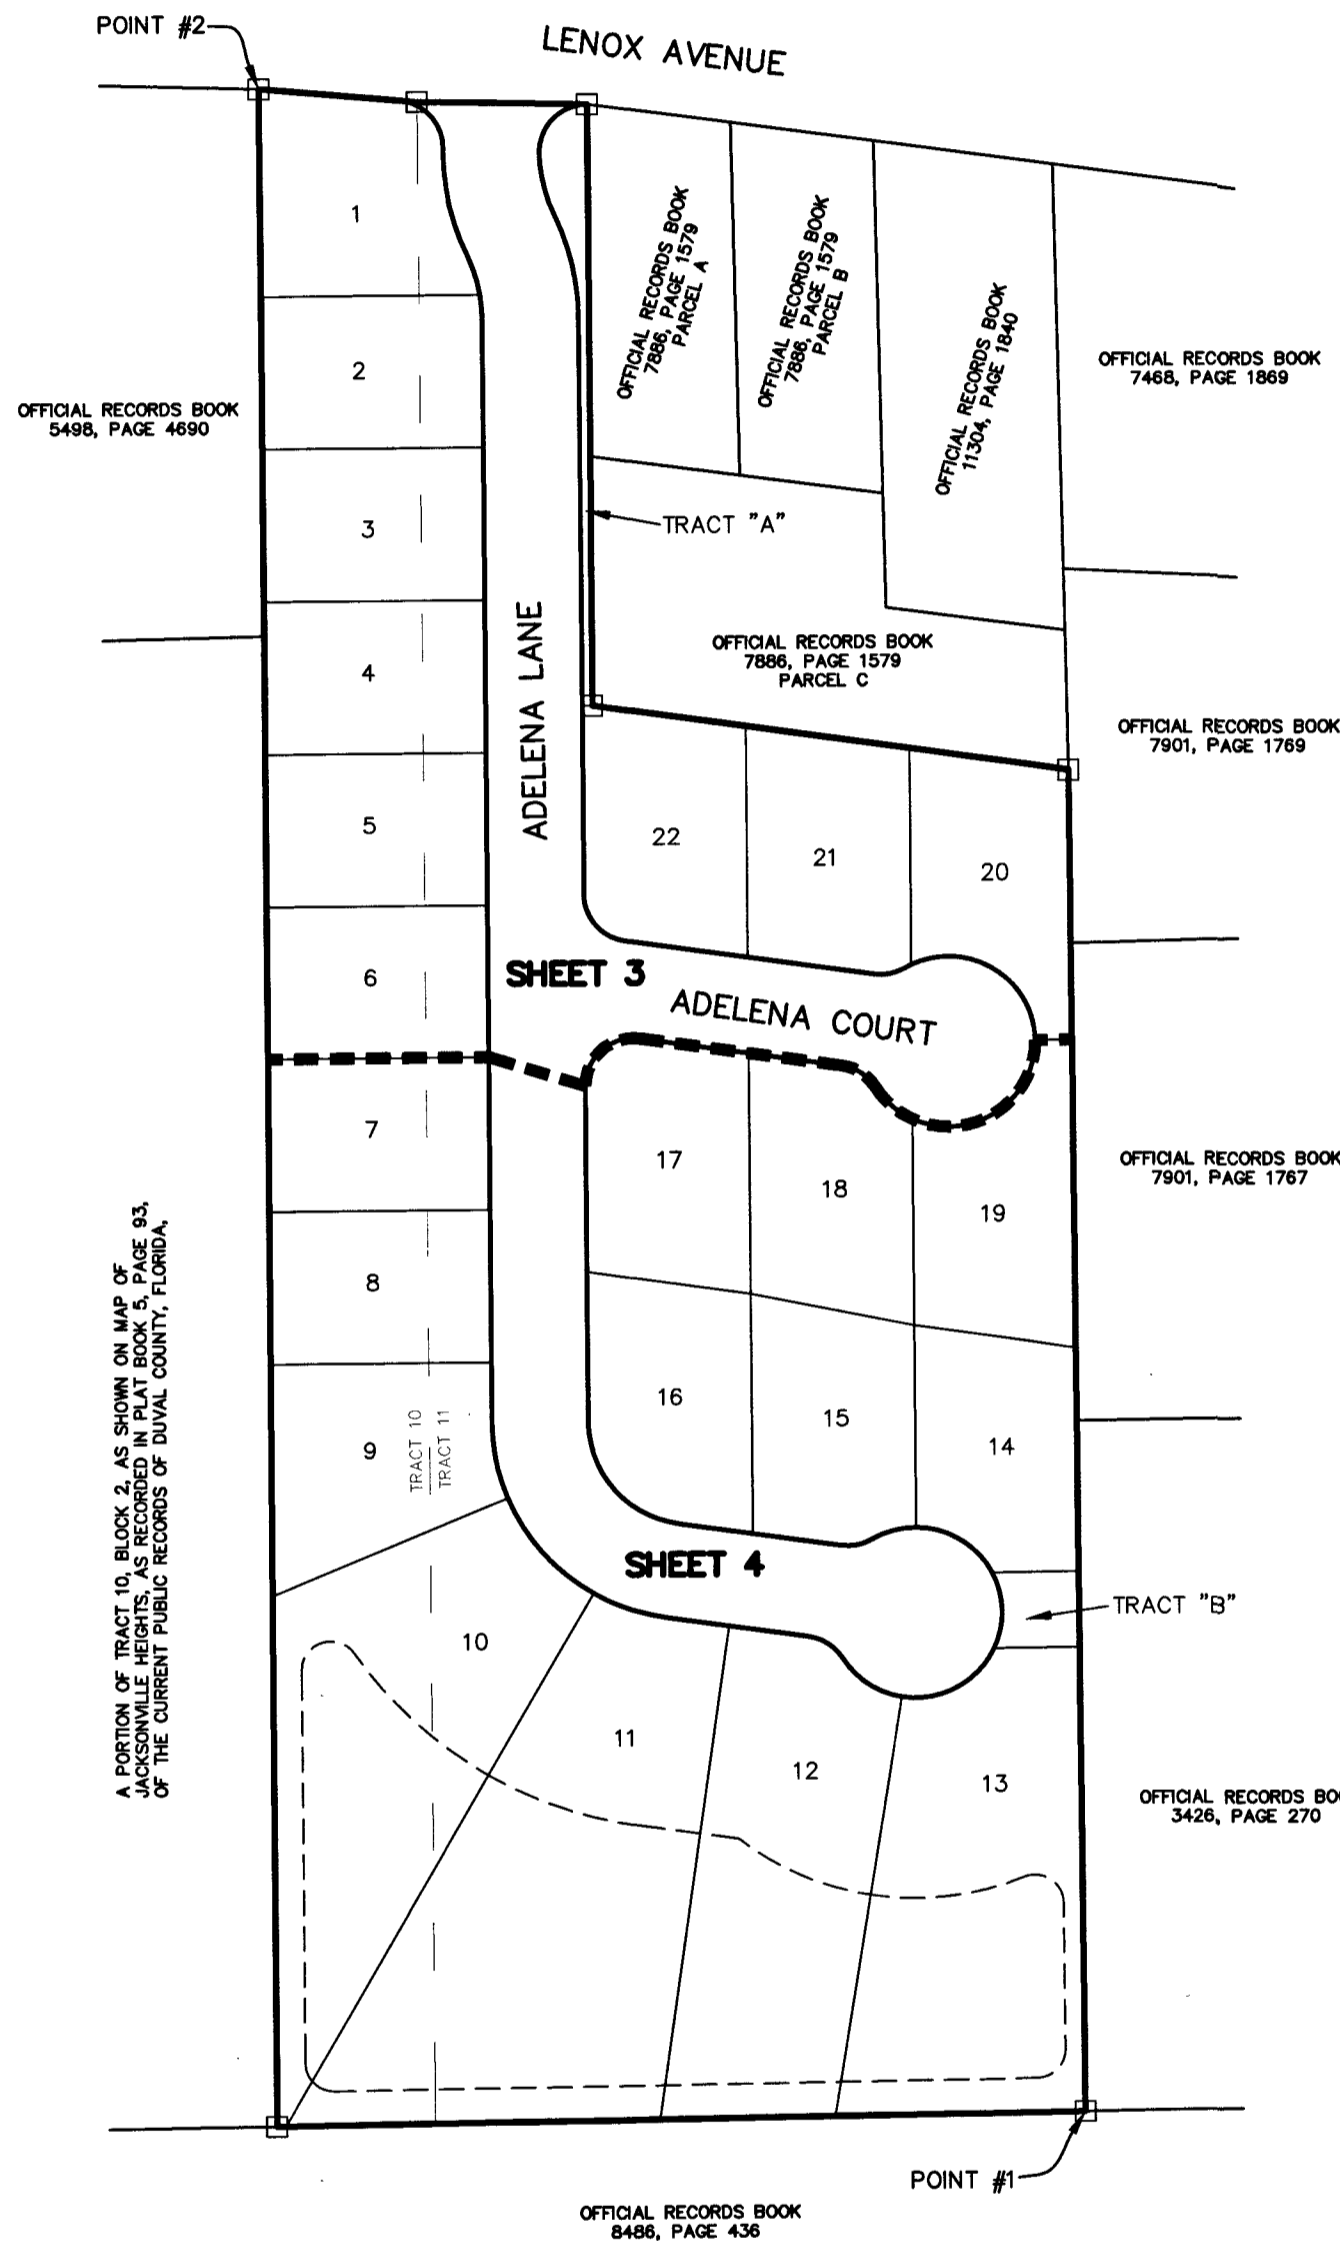 POINT #2
LENOX AVENUE
1
OFFICIAL RECORDS BOOK
7886, PAGE 1579
PARCEL A
OFFICIAL RECORDS BOOK
7886, PAGE 1579
PARCEL B
OFFICIAL RECORDS BOOK
11304, PAGE 1840
OFFICIAL RECORDS BOOK
7468, PAGE 1869
2
OFFICIAL RECORDS BOOK
5498, PAGE 4690
3
TRACT "A"
4
ADELENA LANE
OFFICIAL RECORDS BOOK
7886, PAGE 1579
PARCEL C
OFFICIAL RECORDS BOOK
7901, PAGE 1769
5
22
21
20
6
SHEET 3
ADELENA COURT
7
17
18
19
OFFICIAL RECORDS BOOK
7901, PAGE 1767
8
A PORTION OF TRACT 10, BLOCK 2, AS SHOWN ON MAP OF
JACKSONVILLE HEIGHTS, AS RECORDED IN PLAT BOOK 5, PAGE 93,
OF THE CURRENT PUBLIC RECORDS OF DUVAL COUNTY, FLORIDA,
9
TRACT 10
TRACT 11
16
15
14
SHEET 4
TRACT "B"
10
11
12
13
OFFICIAL RECORDS BO
3426, PAGE 270
POINT #1
OFFICIAL RECORDS BOOK
8486, PAGE 436